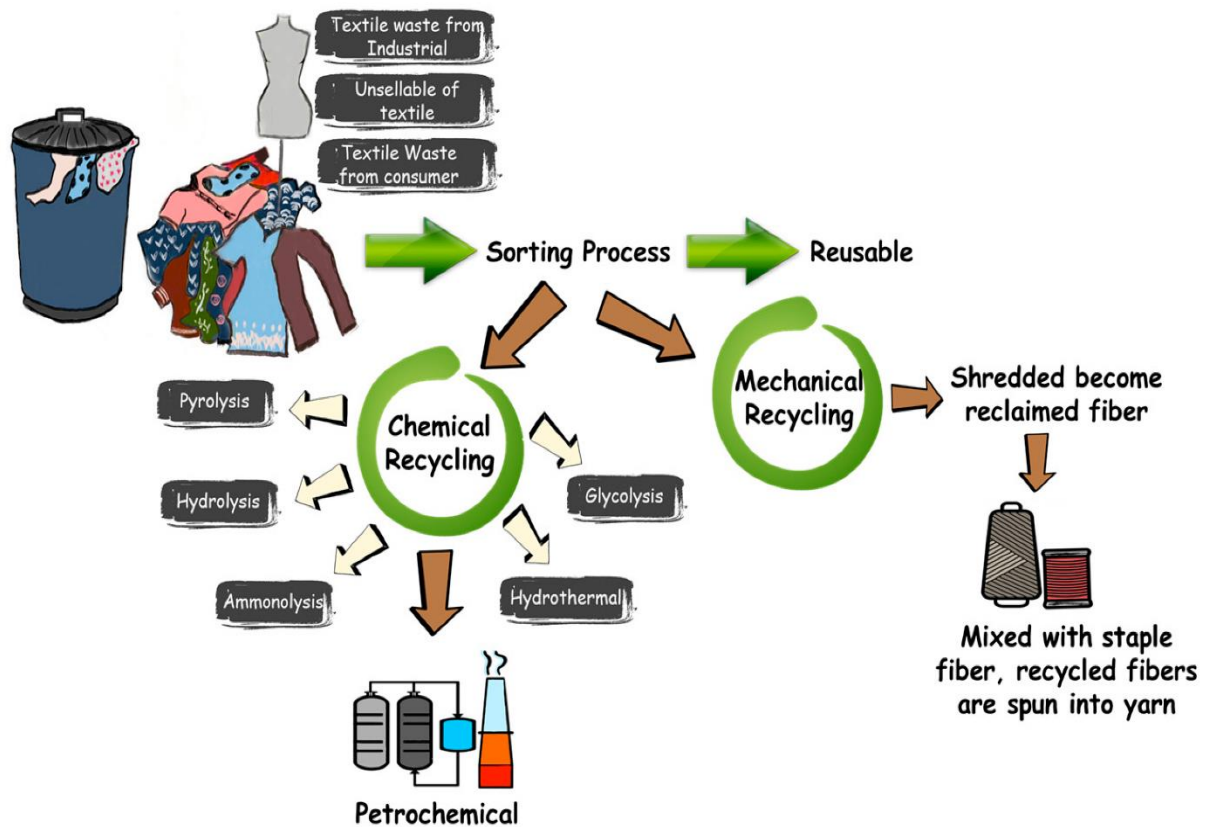 Textile waste from
Industrial
Unsellable of
textile
Textile Waste
from consumer
Sorting Process
Reusable
Chemical
Recycling
Pyrolysis
Hydrolysis
Ammonolysis
Glycolysis
Hydrothermal
Petrochemical
Mechanical
Recycling
Shredded become
reclaimed fiber
Mixed with staple
fiber, recycled fibers
are spun into yarn